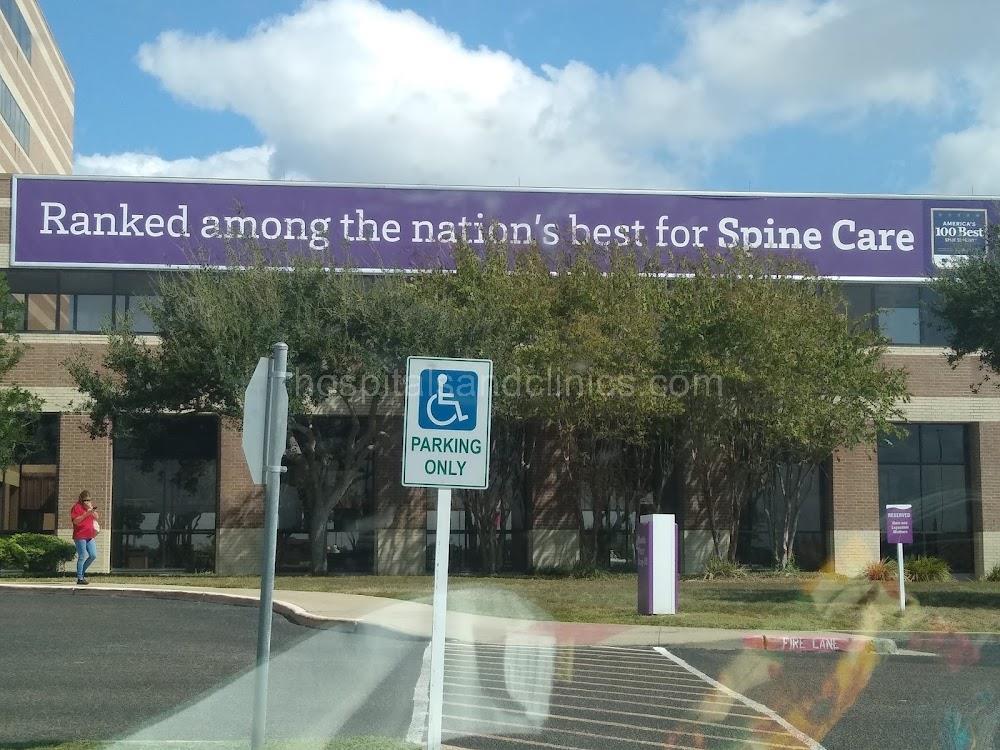 Ranked among the nation's best for Spine Care
AMERICA'S
100 Best
hospitalsandclinics.com
PARKING
ONLY
RESERVED
FIRE LANE